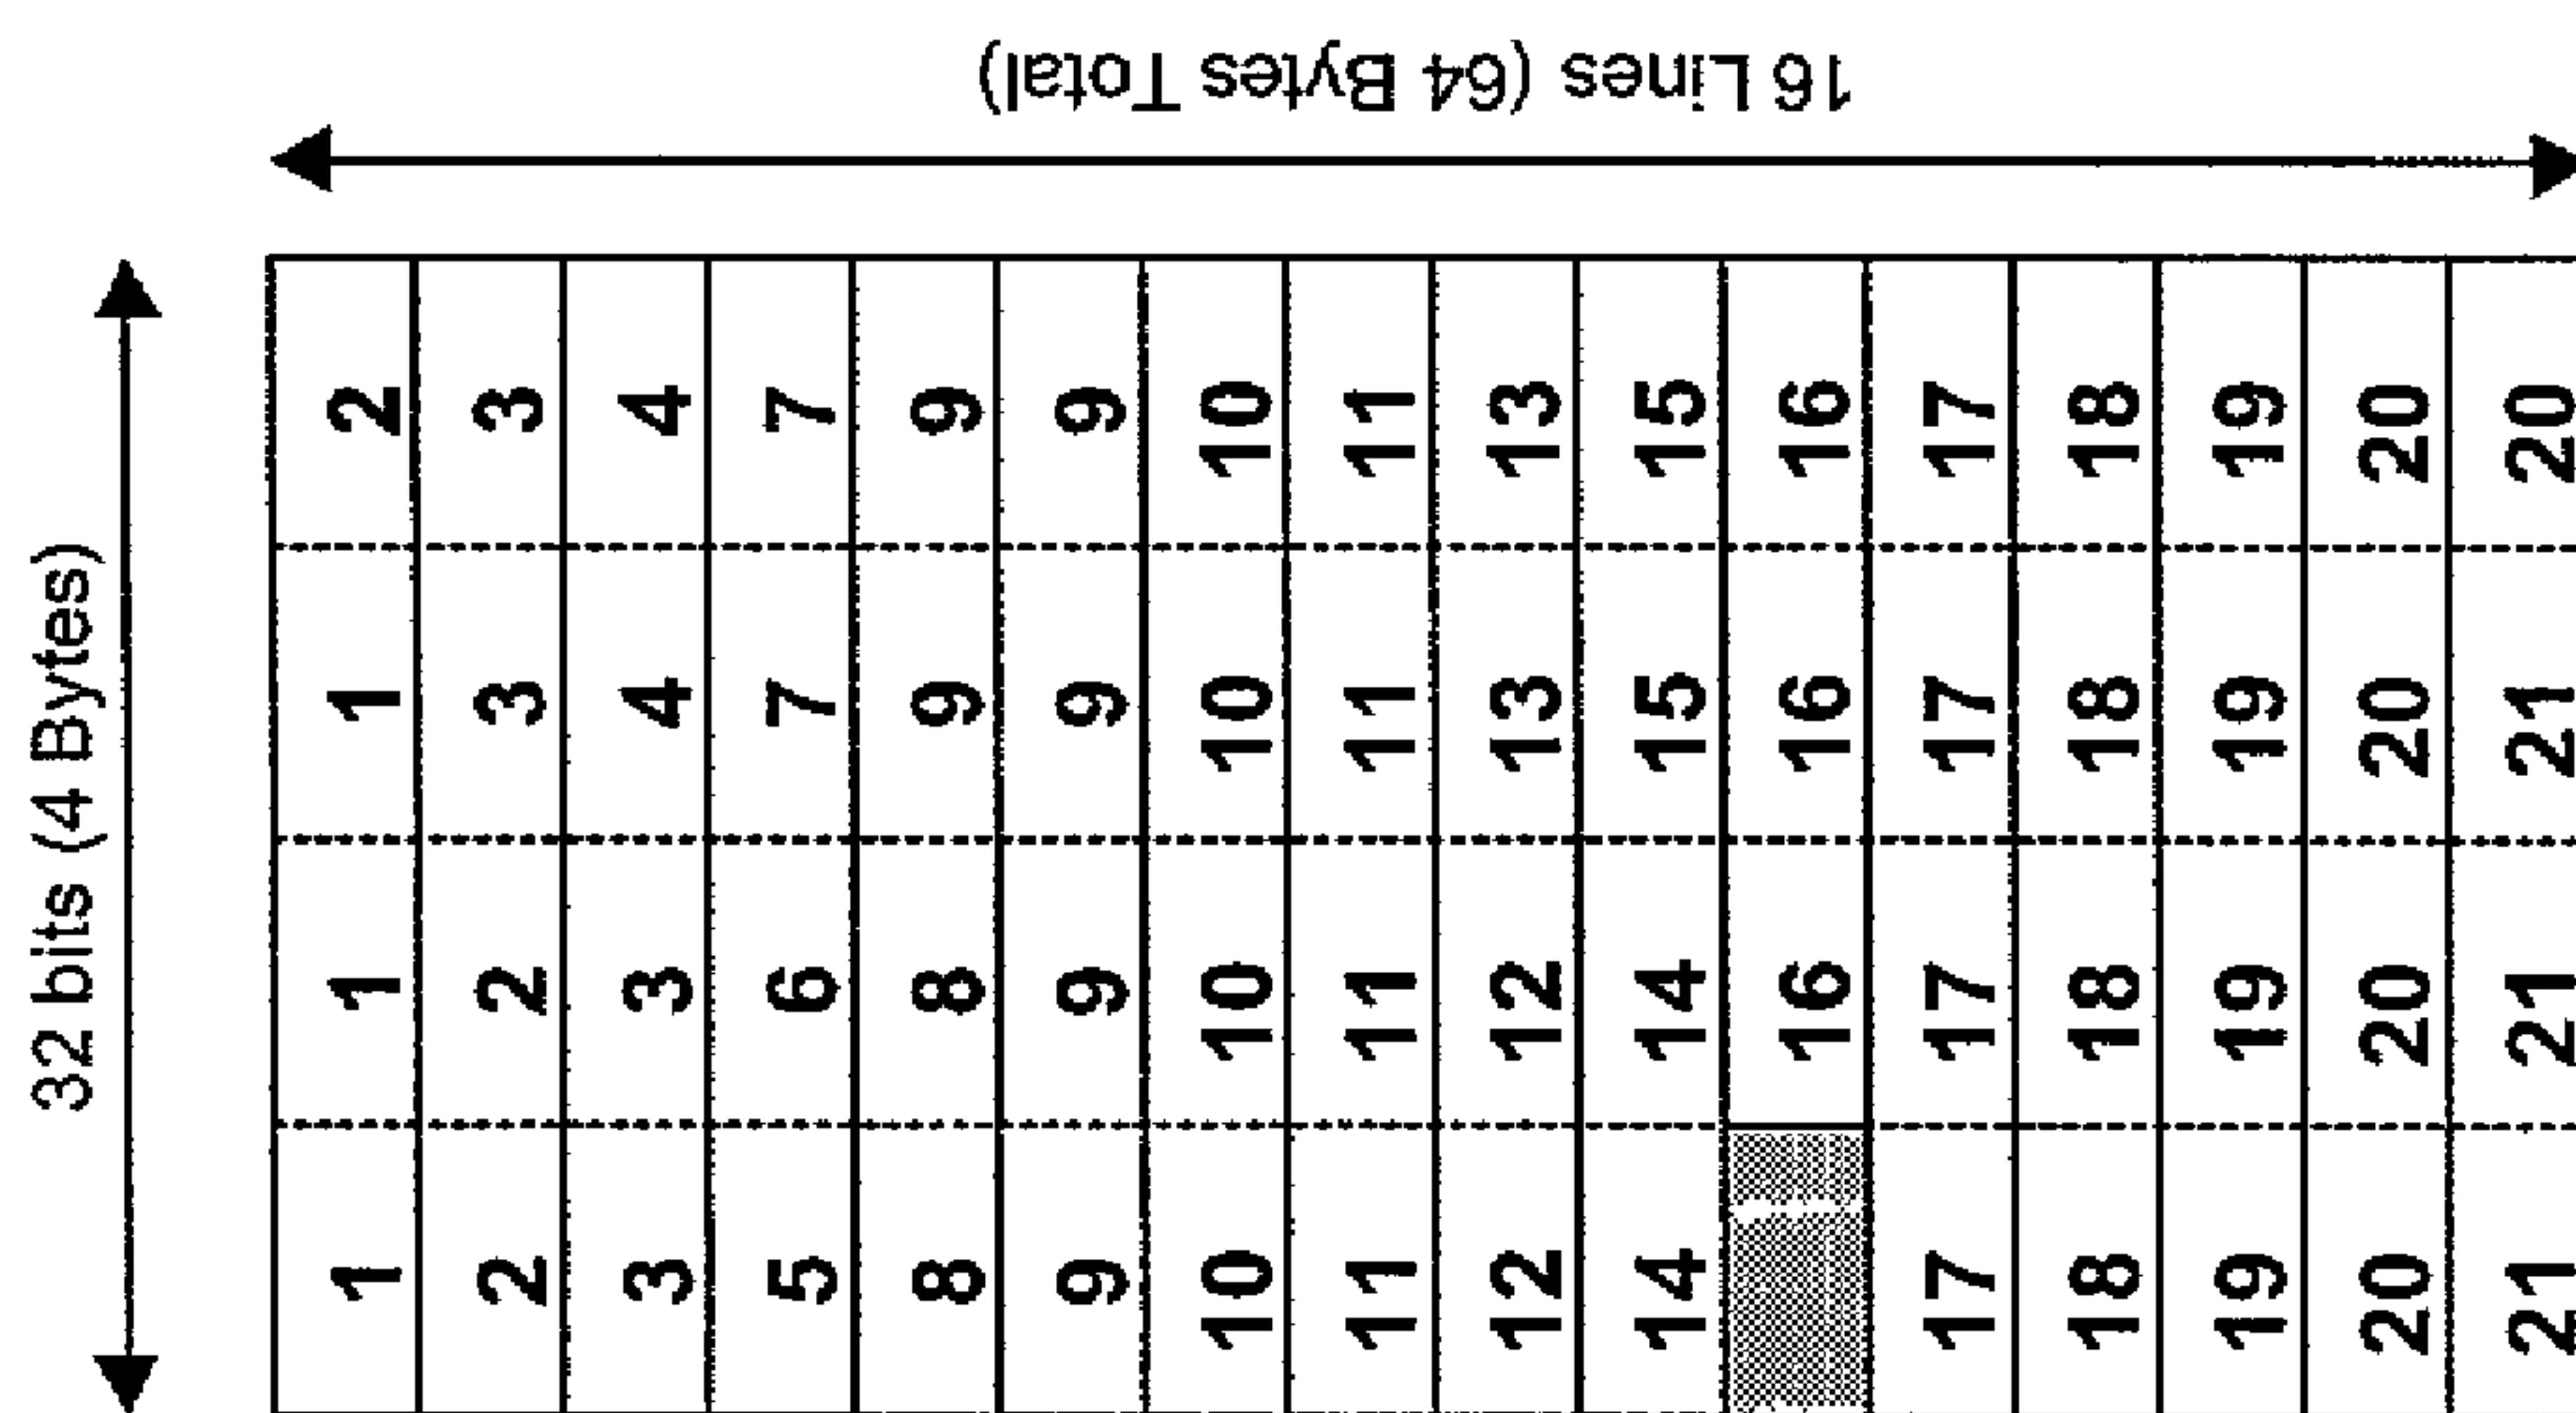 32 bits (4 Bytes)
1 1 1 2
2 2 3 3
3 3 4 4
5 6 7 7
8 8 9 9
9 9 9 9
10 10 10 10
11 11 11 11
12 12 13 13
14 14 15 15
16 16 16
17 17 17 17
18 18 18 18
19 19 19 19
20 20 20 20
21 21 21 20
16 Lines (64 Bytes Total)